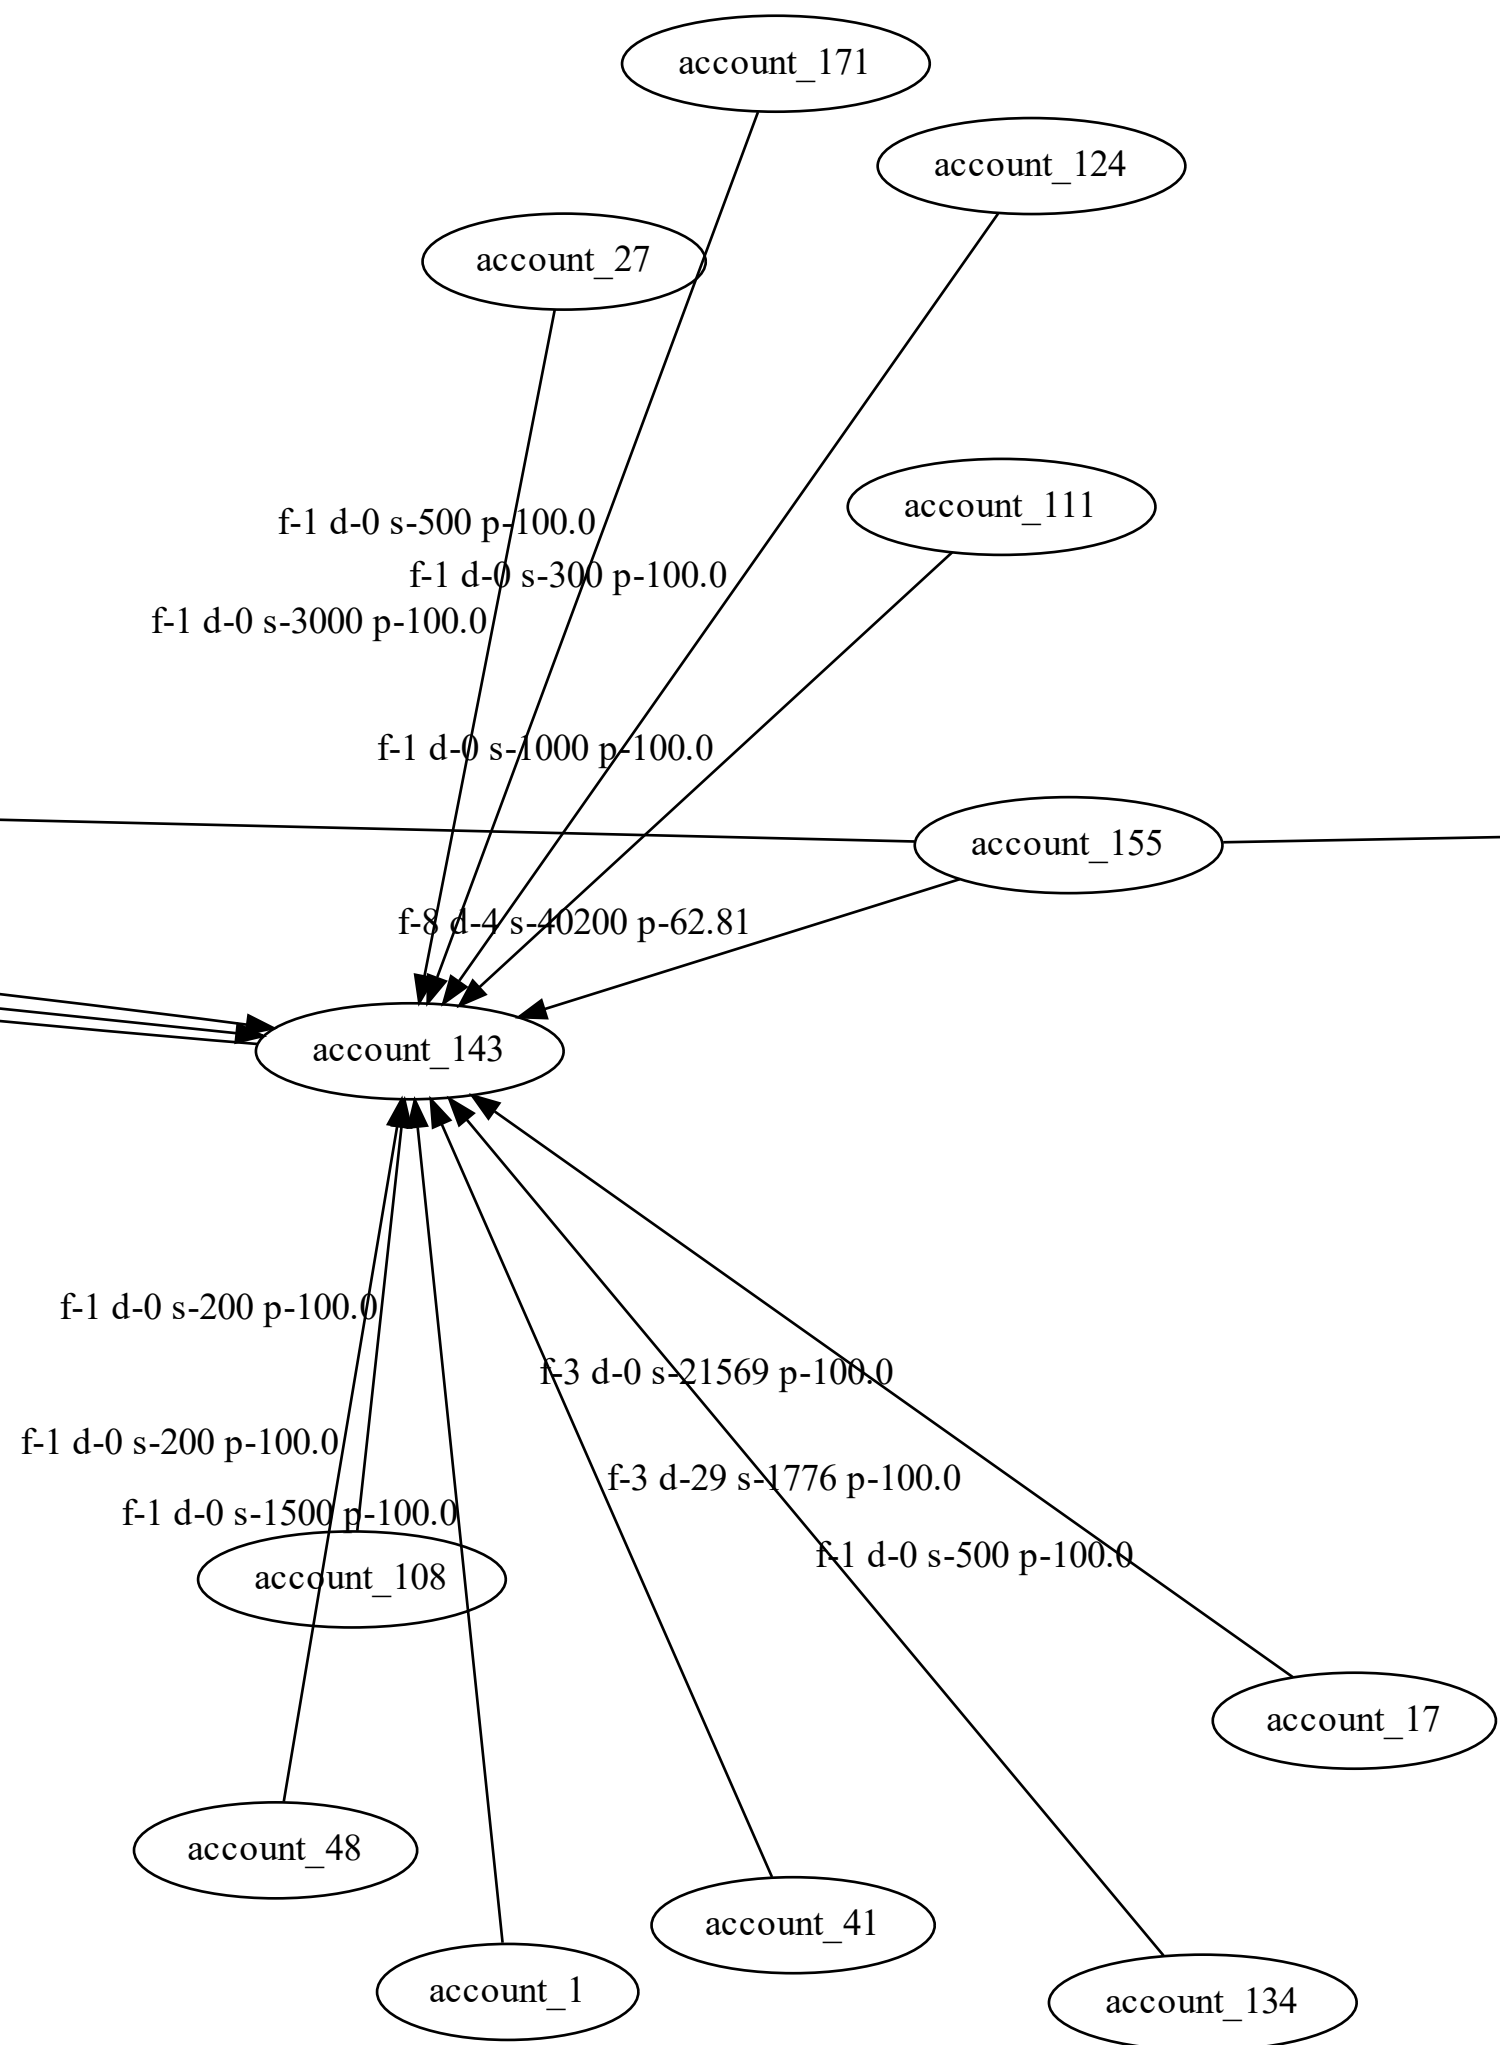 account_171
account_124
account_27
account_111
f-1 d-0 s-500 p-100.0
f-1 d-0 s-300 p-100.0
f-1 d-0 s-3000 p-100.0
f-1 d-0 s-1000 p-100.0
account_155
f-8 d-4 s-40200 p-62.81
account_143
f-1 d-0 s-200 p-100.0
f-3 d-0 s-21569 p-100.0
f-1 d-0 s-200 p-100.0
f-3 d-29 s-1776 p-100.0
f-1 d-0 s-1500 p-100.0
f-1 d-0 s-500 p-100.0
account_108
account_17
account_48
account_41
account_1
account_134